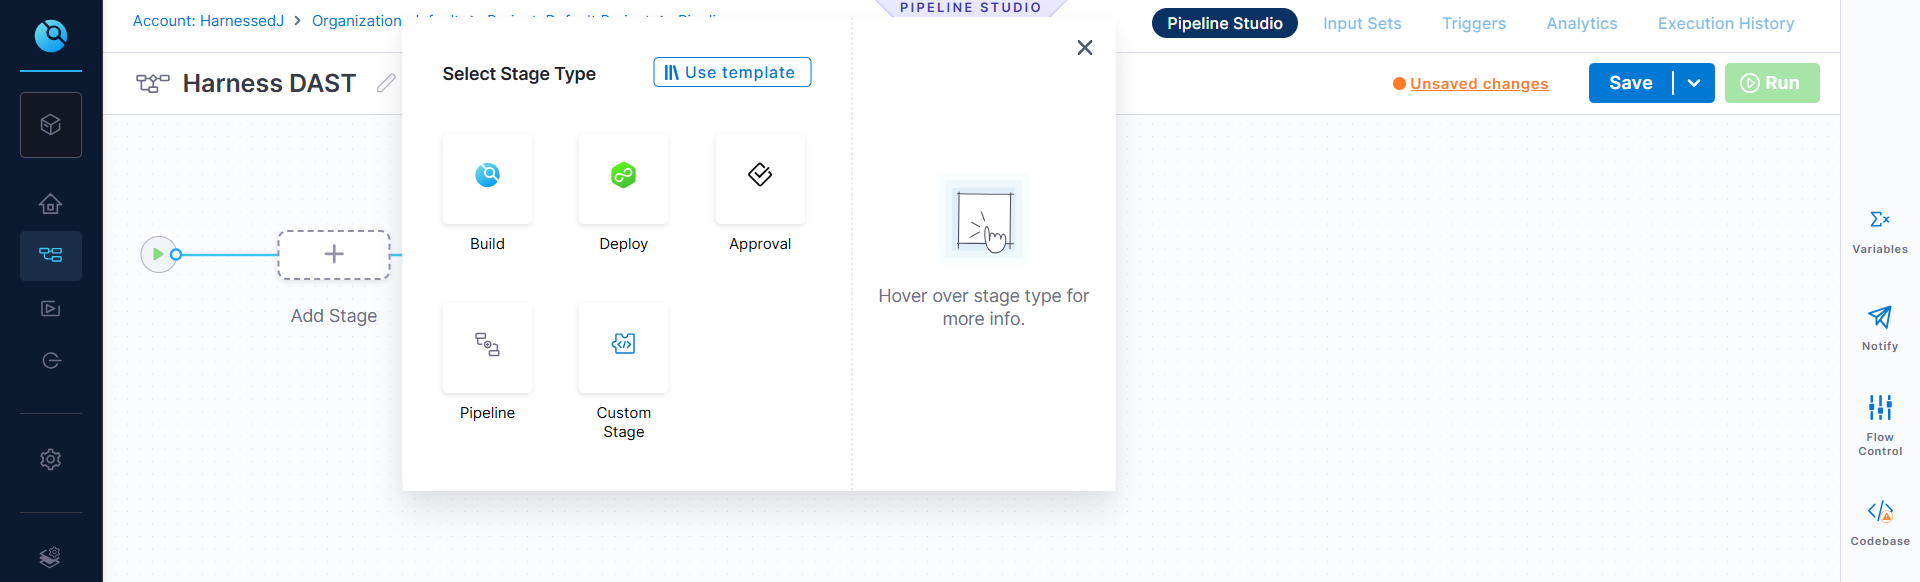 PIPELINE STUDIO
Account: HarnessedJ > Organization
Pipeline Studio
Input Sets
Triggers
Analytics
Execution History
Harness DAST
Unsaved changes
Save
Run
Select Stage Type
Use template
Build
Deploy
Approval
Pipeline
Custom
Stage
Hover over stage type for
more info.
Add Stage
Variables
Notify
Flow
Control
Codebase